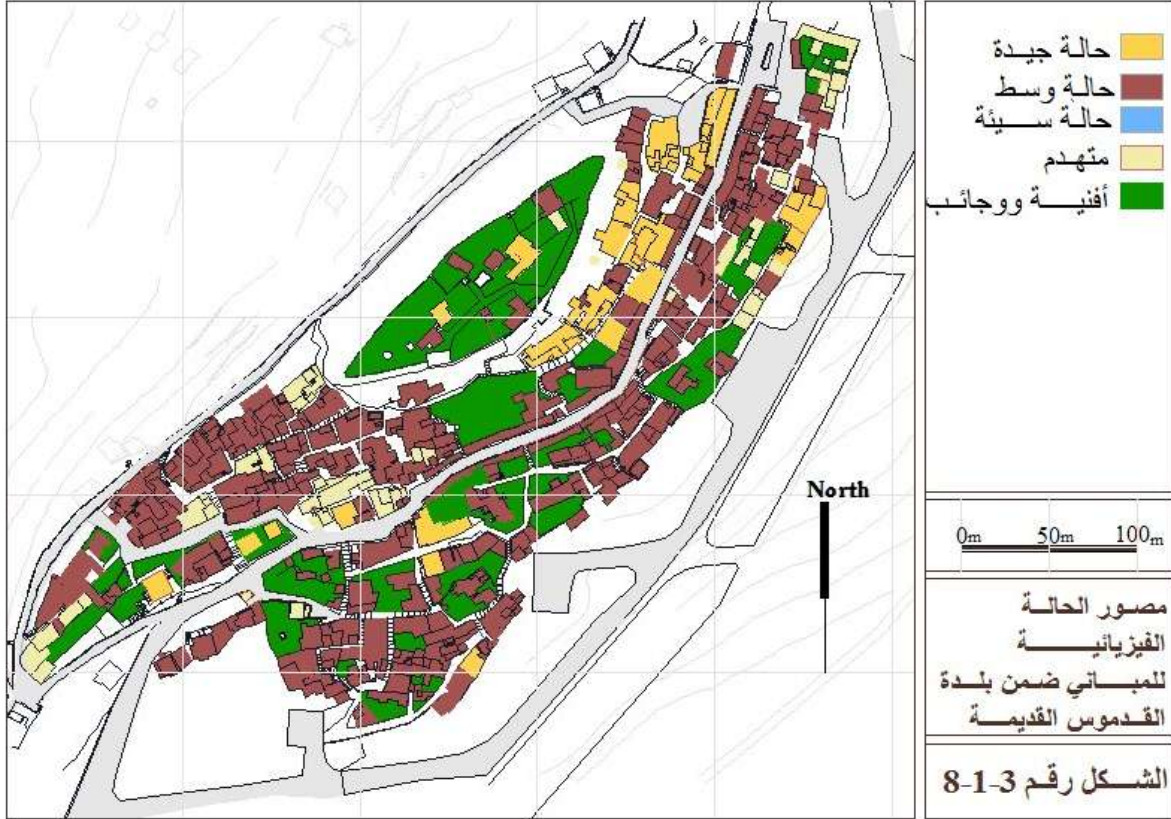 حالة جيدة
حالة وسط
حالة سيئة
متهدم
أفنية ووجائب
North
0m 50m 100m
مصور الحالة
الفيزيائية
للمباني ضمن بلدة
القدموس القديمة
الشكل رقم 3-1-8